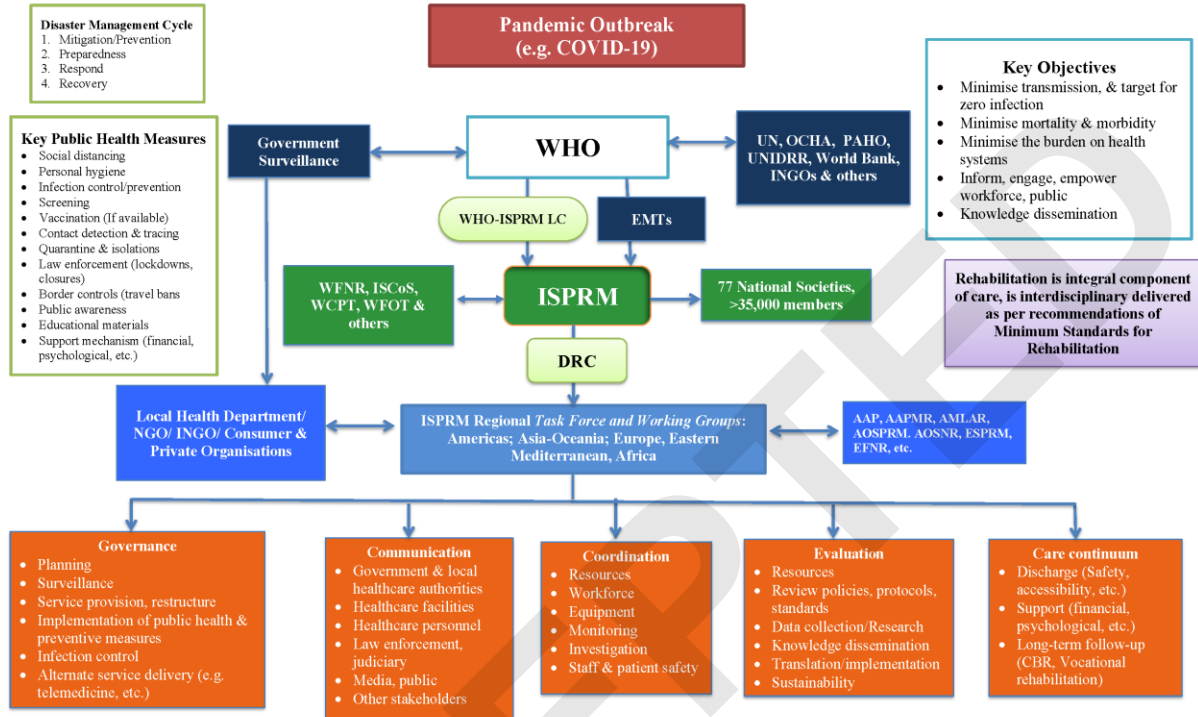 Disaster Management Cycle
1. Mitigation/Prevention
2. Preparedness
3. Respond
4. Recovery
Pandemic Outbreak
(e.g. COVID-19)
Key Objectives
• Minimise transmission, & target for
zero infection
• Minimise mortality & morbidity
• Minimise the burden on health
systems
• Inform, engage, empower
workforce, public
• Knowledge dissemination
Key Public Health Measures
• Social distancing
• Personal hygiene
• Infection control/prevention
• Screening
• Vaccination (If available)
• Contact detection & tracing
• Quarantine & isolations
• Law enforcement (lockdowns,
closures)
• Border controls (travel bans
• Public awareness
• Educational materials
• Support mechanism (financial,
psychological, etc.)
Government
Surveillance
WHO
UN, OCHA, PAHO,
UNIDRR, World Bank,
INGOs & others
WHO-ISPRM LC
EMTs
WFNR, ISCoS,
WCPT, WFOT &
others
ISPRM
77 National Societies,
>35,000 members
Rehabilitation is integral component
of care, is interdisciplinary delivered
as per recommendations of
Minimum Standards for
Rehabilitation
DRC
Local Health Department/
NGO/ INGO/ Consumer &
Private Organisations
ISPRM Regional Task Force and Working Groups:
Americas; Asia-Oceania; Europe, Eastern
Mediterranean, Africa
AAP, AAPMR, AMLAR,
AOSPRM. AOSNR, ESPRM,
EFNR, etc.
Governance
• Planning
• Surveillance
• Service provision, restructure
• Implementation of public health &
preventive measures
• Infection control
• Alternate service delivery (e.g.
telemedicine, etc.)
Communication
• Government & local
healthcare authorities
• Healthcare facilities
• Healthcare personnel
• Law enforcement,
judiciary
• Media, public
• Other stakeholders
Coordination
• Resources
• Workforce
• Equipment
• Monitoring
• Investigation
• Staff & patient safety
Evaluation
• Resources
• Review policies, protocols,
standards
• Data collection/Research
• Knowledge dissemination
• Translation/implementation
• Sustainability
Care continuum
• Discharge (Safety,
accessibility, etc.)
• Support (financial,
psychological, etc.)
• Long-term follow-up
(CBR, Vocational
rehabilitation)
PTED